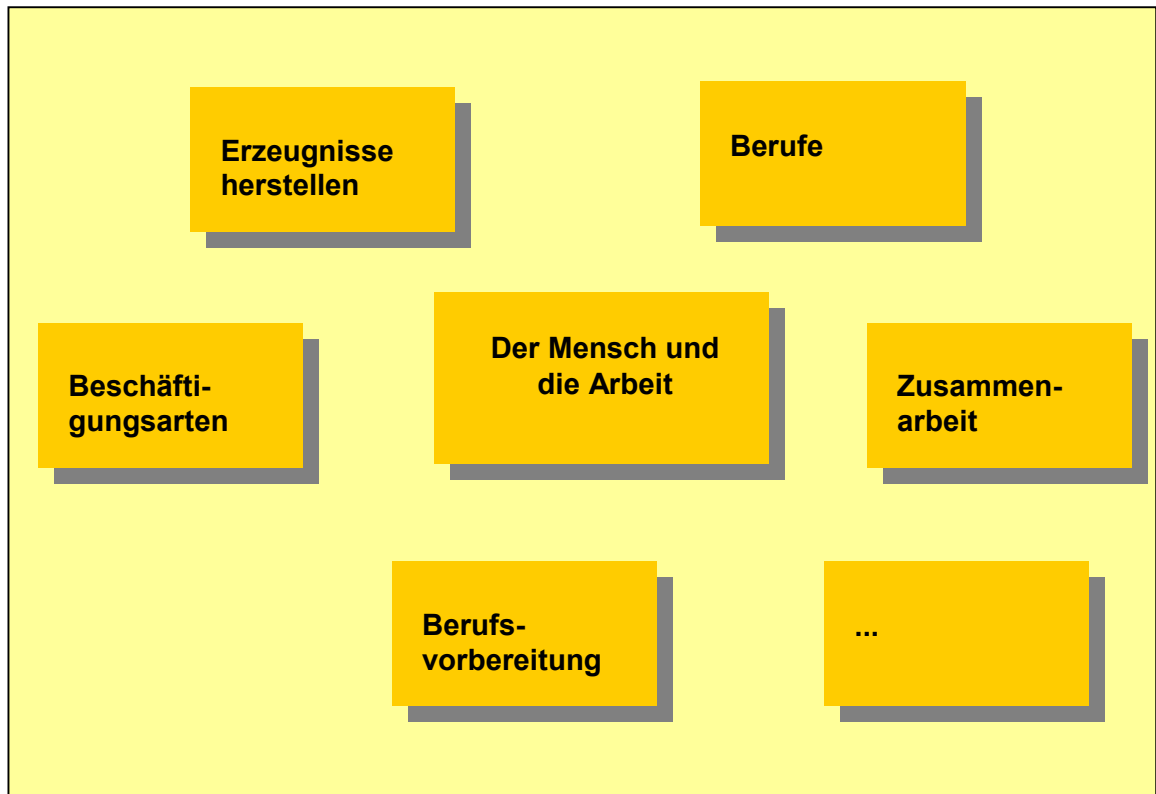 Erzeugnisse
herstellen
Berufe
Der Mensch und
die Arbeit
Beschäfti-
gungsarten
Zusammen-
arbeit
Berufs-
vorbereitung
...